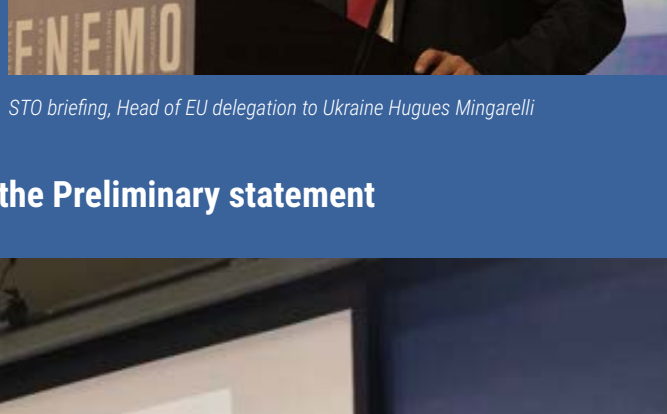 ENEMO
STO briefing, Head of EU delegation to Ukraine Hugues Mingarelli
the Preliminary statement